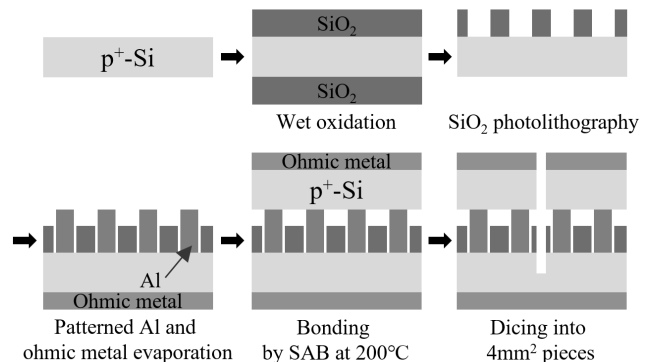 p⁺-Si
SiO₂
SiO₂
Wet oxidation
SiO₂ photolithography
Al
Ohmic metal
Patterned Al and
ohmic metal evaporation
Ohmic metal
p⁺-Si
Bonding
by SAB at 200℃
Dicing into
4mm² pieces